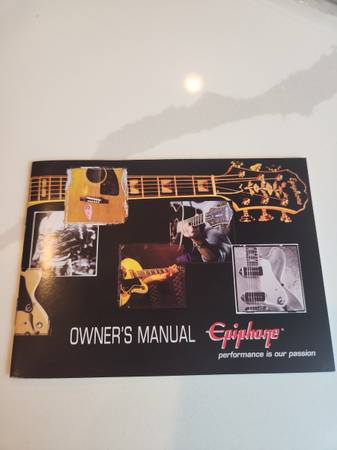 OWNER'S MANUAL Epiphone
performance is our passion